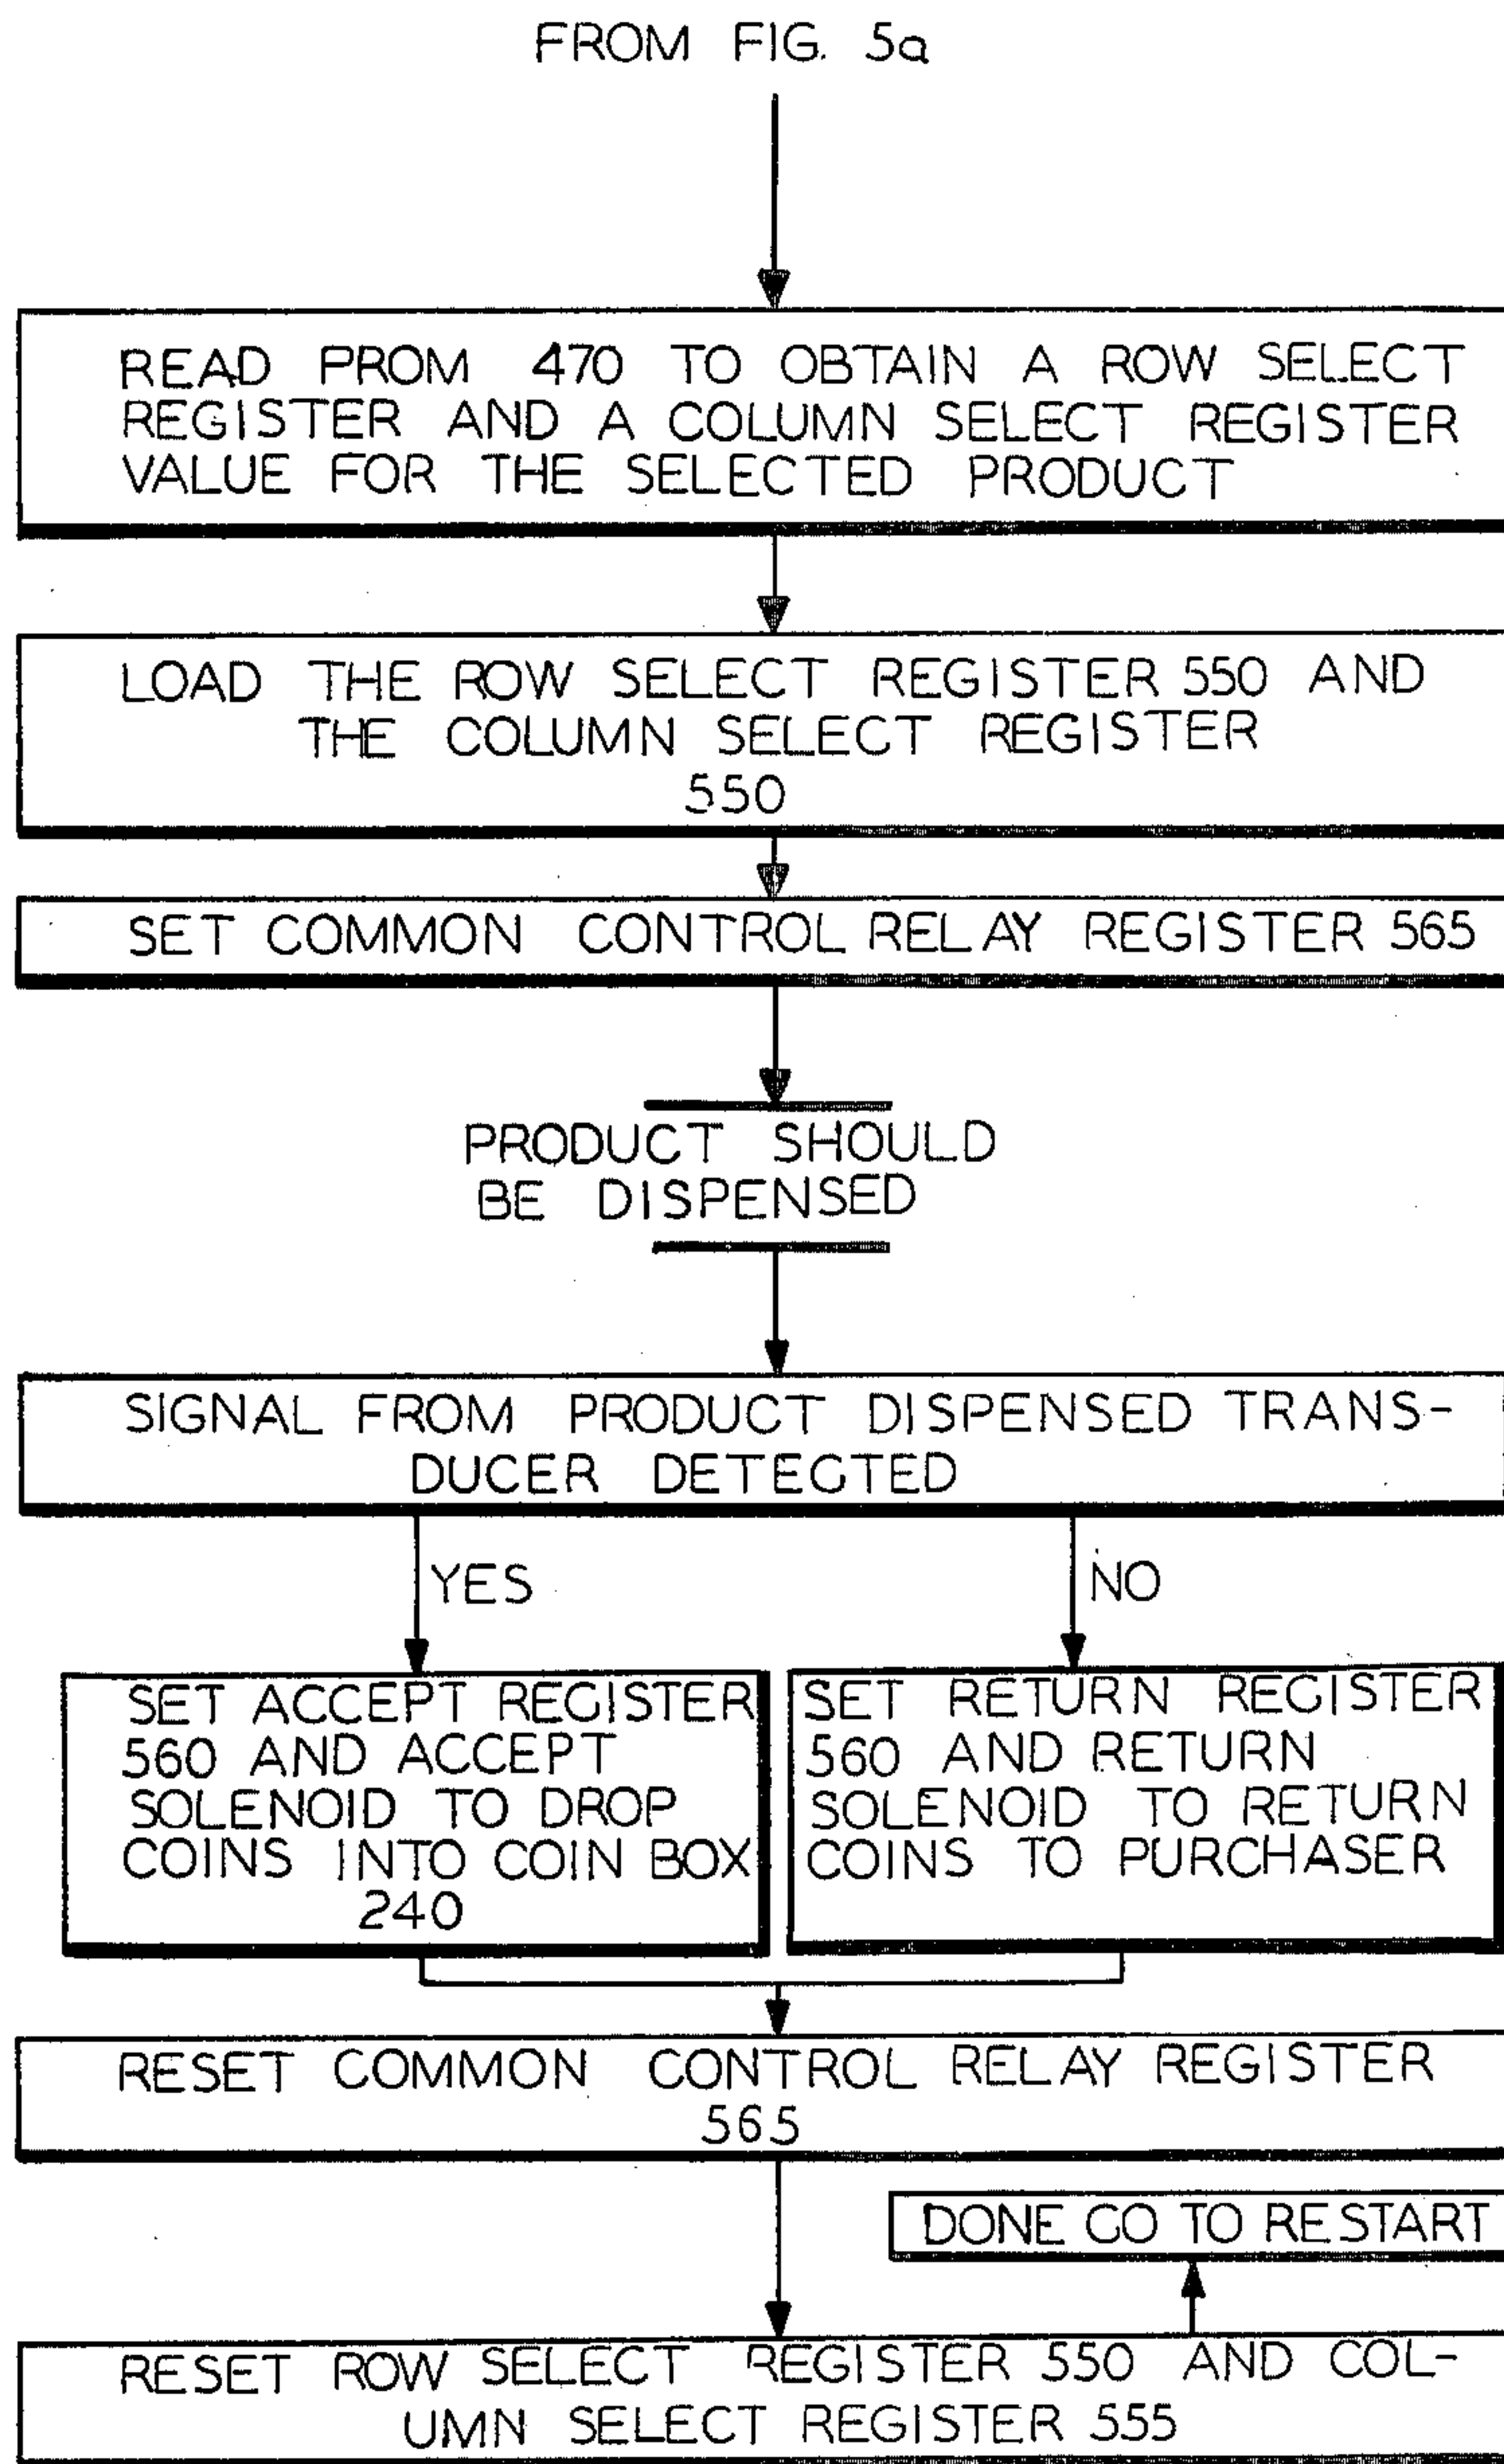 FROM FIG. 5a
READ PROM 470 TO OBTAIN A ROW SELECT
REGISTER AND A COLUMN SELECT REGISTER
VALUE FOR THE SELECTED PRODUCT
LOAD THE ROW SELECT REGISTER 550 AND
THE COLUMN SELECT REGISTER
550
SET COMMON CONTROL RELAY REGISTER 565
PRODUCT SHOULD
BE DISPENSED
SIGNAL FROM PRODUCT DISPENSED TRANS-
DUCER DETECTED
YES
NO
SET ACCEPT REGISTER
560 AND ACCEPT
SOLENOID TO DROP
COINS INTO COIN BOX
240
SET RETURN REGISTER
560 AND RETURN
SOLENOID TO RETURN
COINS TO PURCHASER
RESET COMMON CONTROL RELAY REGISTER
565
DONE GO TO RESTART
RESET ROW SELECT REGISTER 550 AND COL-
UMN SELECT REGISTER 555